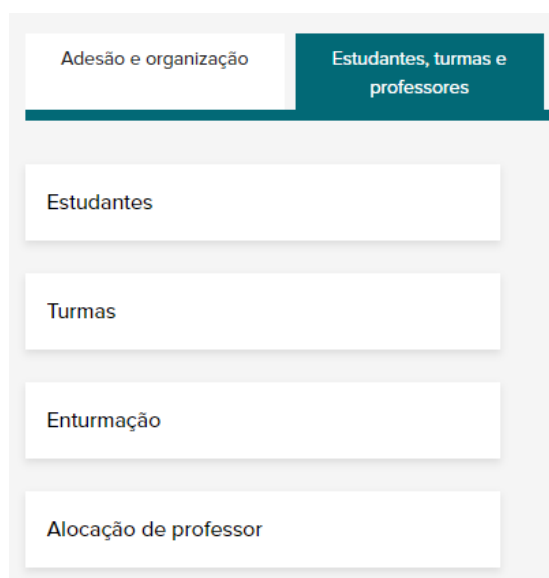 Adesão e organização
Estudantes, turmas e
professores
Estudantes
Turmas
Enturmação
Alocação de professor